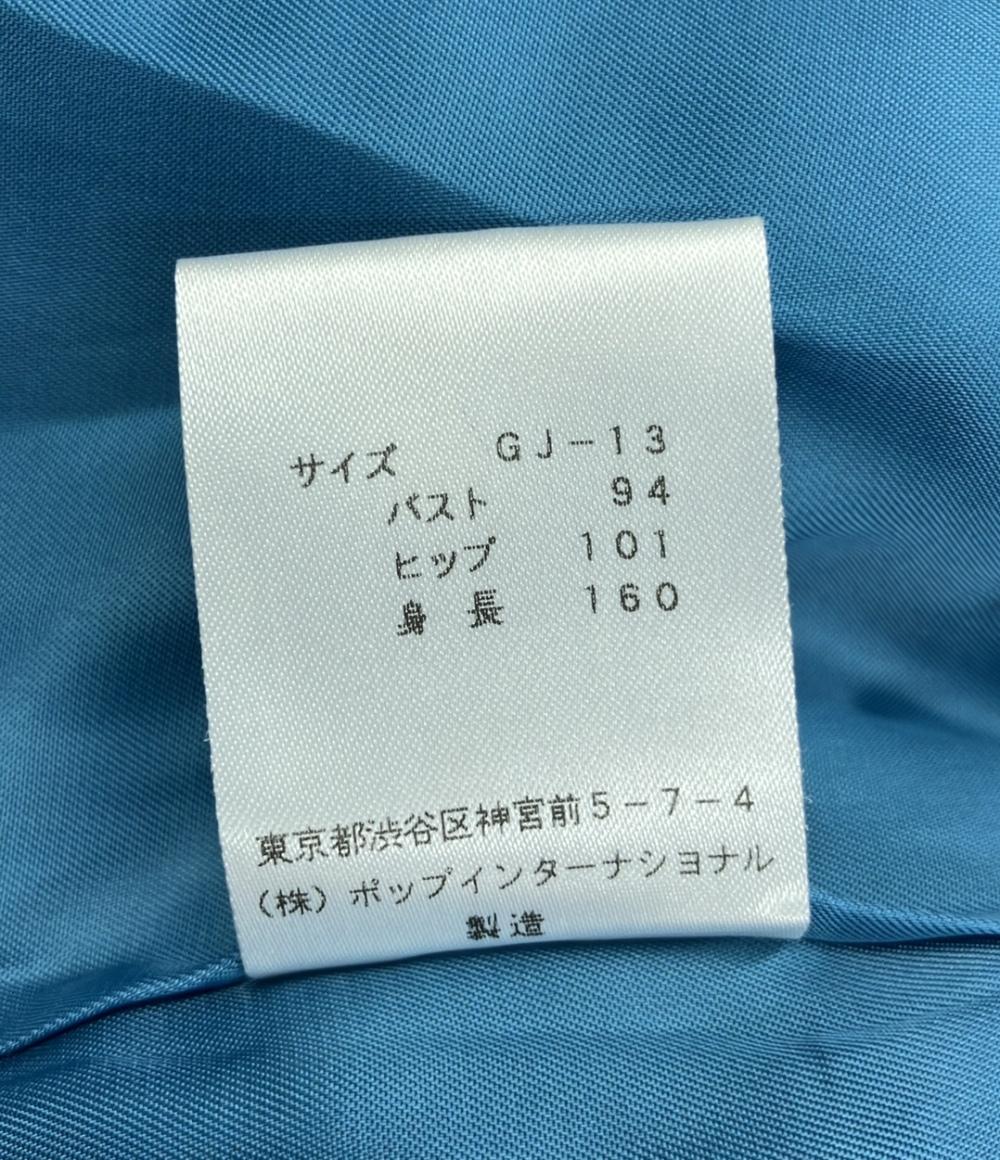 サイズ GJ-13
バスト 94
ヒップ 101
身長 160
東京都渋谷区神宮前5-7-4
(株)ポップインターナショナル
製造